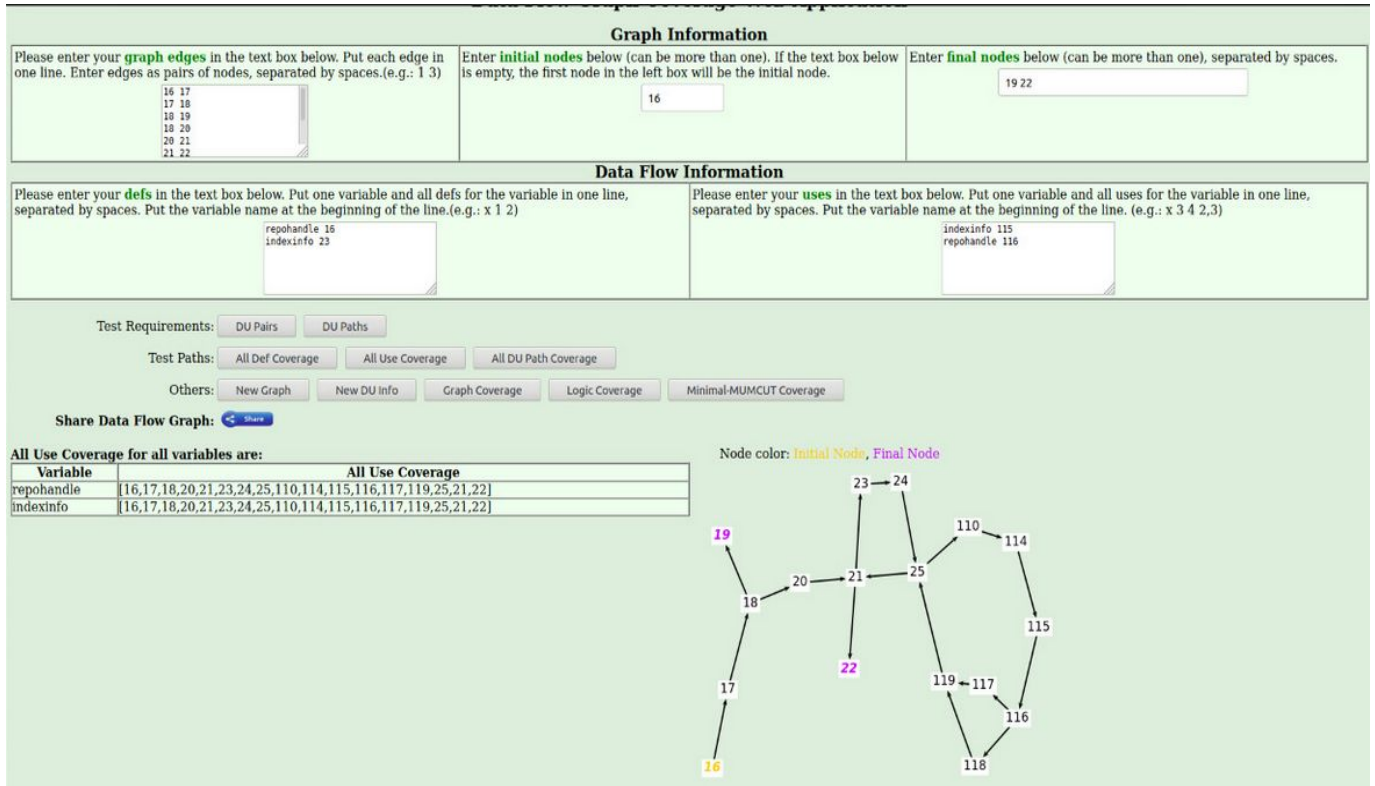 Data Flow Graph Coverage Web Application
Graph Information
Please enter your graph edges in the text box below. Put each edge in
one line. Enter edges as pairs of nodes, separated by spaces.(e.g.: 1 3)
16 17
17 18
18 19
18 20
20 21
21 22
Enter initial nodes below (can be more than one). If the text box below
is empty, the first node in the left box will be the initial node.
16
Enter final nodes below (can be more than one), separated by spaces.
19 22
Data Flow Information
Please enter your defs in the text box below. Put one variable and all defs for the variable in one line,
separated by spaces. Put the variable name at the beginning of the line.(e.g.: x 1 2)
repohandle 16
indexinfo 23
Please enter your uses in the text box below. Put one variable and all uses for the variable in one line,
separated by spaces. Put the variable name at the beginning of the line. (e.g.: x 3 4 2,3)
indexinfo 115
repohandle 116
Test Requirements: DU Pairs DU Paths
Test Paths: All Def Coverage All Use Coverage All DU Path Coverage
Others: New Graph New DU Info Graph Coverage Logic Coverage Minimal-MUMCUT Coverage
Share Data Flow Graph: Share
All Use Coverage for all variables are:
Variable All Use Coverage
repohandle [16,17,18,20,21,23,24,25,110,114,115,116,117,119,25,21,22]
indexinfo [16,17,18,20,21,23,24,25,110,114,115,116,117,119,25,21,22]
Node color: Initial Node, Final Node
23 24
110
19 114
20 21 25
18
115
22
17 119 117
116
16 118